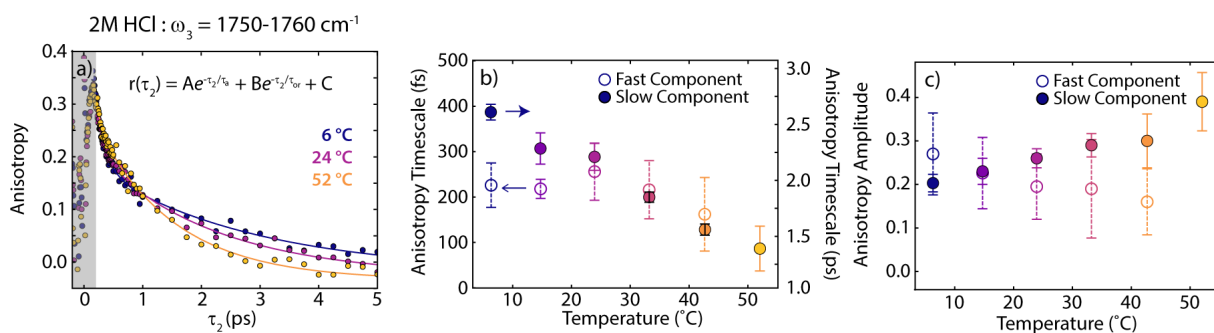 2M HCl : ω₃ = 1750-1760 cm⁻¹
a)
r(τ₂) = Ae^-τ₂/τₐ + Be^-τ₂/τₒᵣ + C
6 °C
24 °C
52 °C
Anisotropy
0.4
0.3
0.2
0.1
0.0
0
1
2
3
4
5
τ₂ (ps)
b)
Fast Component
Slow Component
Anisotropy Timescale (fs)
500
400
300
200
100
0
Anisotropy Timescale (ps)
3.0
2.5
2.0
1.5
1.0
10
20
30
40
50
Temperature (˚C)
c)
Fast Component
Slow Component
Anisotropy Amplitude
0.4
0.3
0.2
0.1
0.0
10
20
30
40
50
Temperature (˚C)